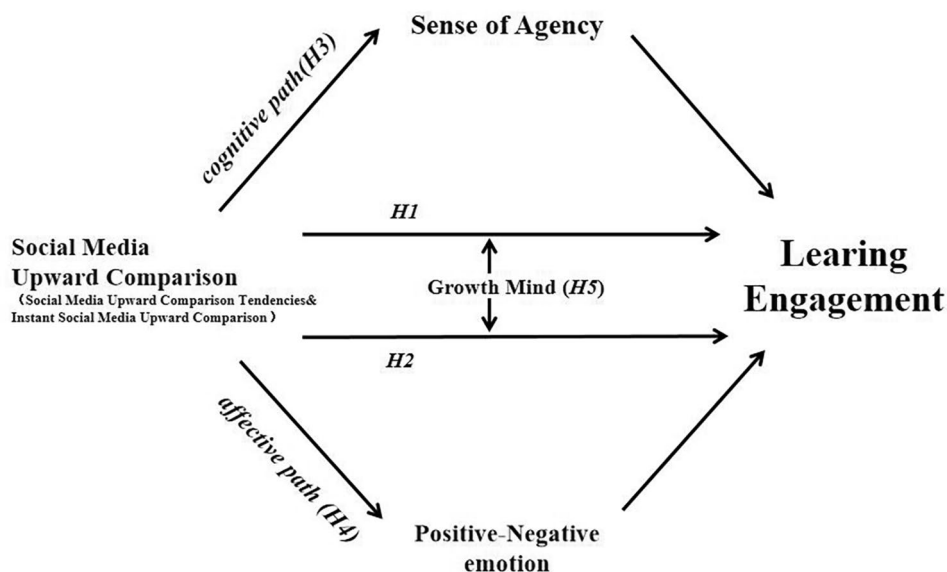 Sense of Agency
cognitive path(H3)
H1
Social Media
Upward Comparison
（Social Media Upward Comparison Tendencies&
Instant Social Media Upward Comparison）
Growth Mind (H5)
Learing
Engagement
H2
affective path (H4)
Positive-Negative
emotion